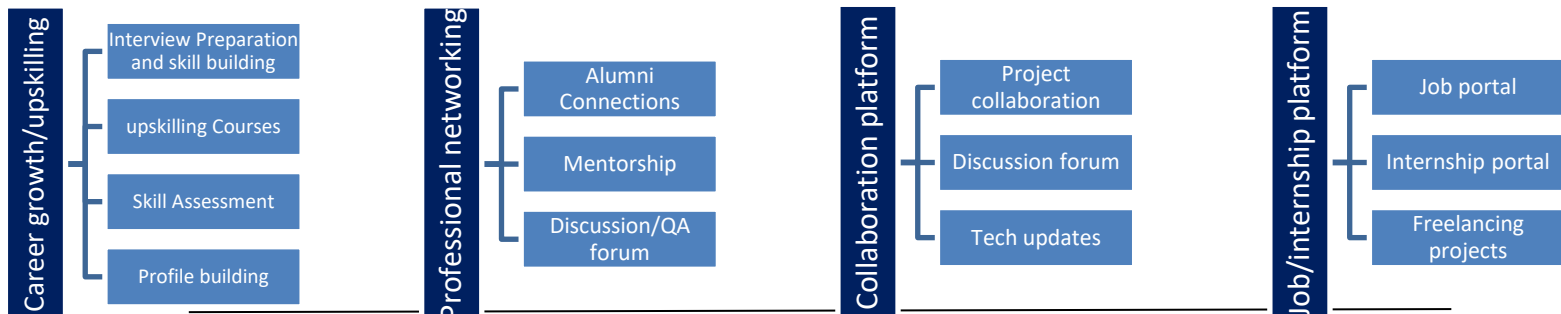 Career growth/upskilling
Interview Preparation
and skill building
upskilling Courses
Skill Assessment
Profile building
Professional networking
Alumni
Connections
Mentorship
Discussion/QA
forum
Collaboration platform
Project
collaboration
Discussion forum
Tech updates
Job/internship platform
Job portal
Internship portal
Freelancing
projects